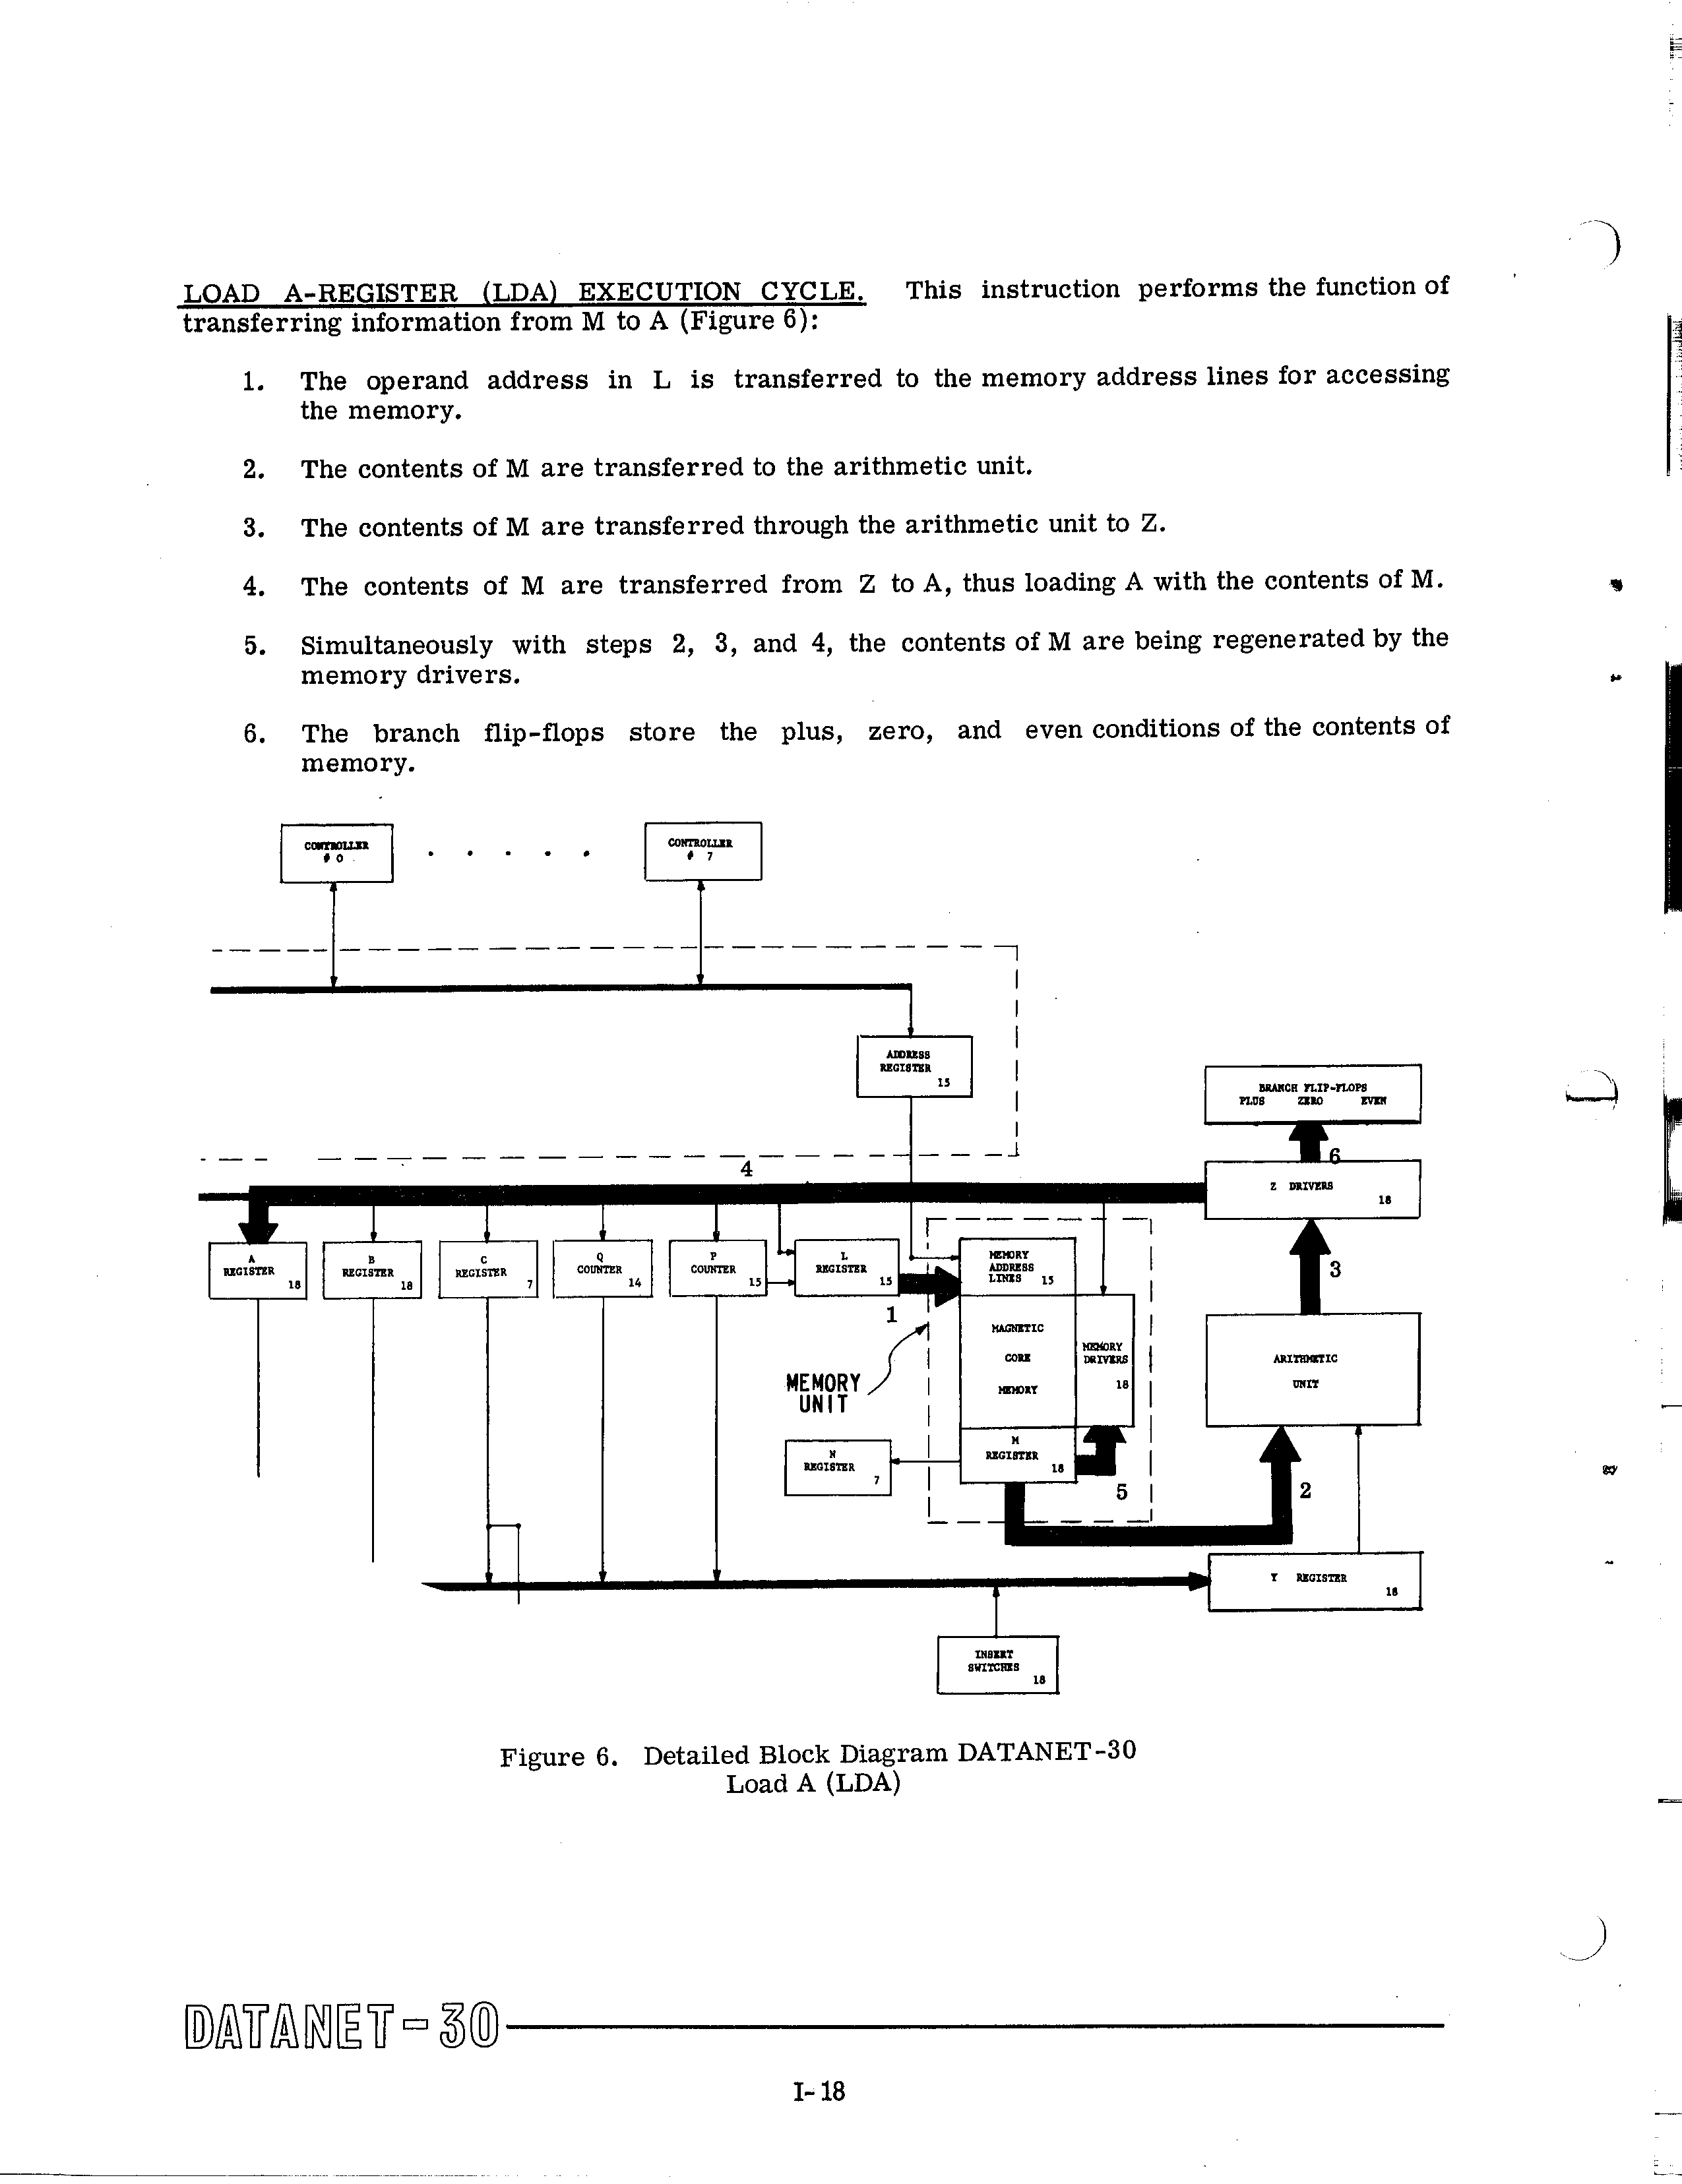 LOAD A-REGISTER (LDA) EXECUTION CYCLE. This instruction performs the function of
transferring information from M to A (Figure 6):
1. The operand address in L is transferred to the memory address lines for accessing
the memory.
2. The contents of M are transferred to the arithmetic unit.
3. The contents of M are transferred through the arithmetic unit to Z.
4. The contents of M are transferred from Z to A, thus loading A with the contents of M.
5. Simultaneously with steps 2, 3, and 4, the contents of M are being regenerated by the
memory drivers.
6. The branch flip-flops store the plus, zero, and even conditions of the contents of
memory.
CONTROLLER
# 0
. . . . .
CONTROLLER
# 7
ADDRESS
REGISTER
15
BRANCH FLIP-FLOPS
PLUS ZERO EVEN
6
4
Z DRIVERS
18
A
REGISTER
18
B
REGISTER
18
C
REGISTER
7
Q
COUNTER
14
P
COUNTER
15
L
REGISTER
15
1
MEMORY
ADDRESS
LINES 15
3
MAGNETIC
CORE
MEMORY
MEMORY
DRIVERS
18
ARITHMETIC
UNIT
MEMORY
UNIT
N
REGISTER
7
M
REGISTER
18
5
2
Y REGISTER
18
INSERT
SWITCHES
18
Figure 6. Detailed Block Diagram DATANET-30
Load A (LDA)
DATANET-30
I-18